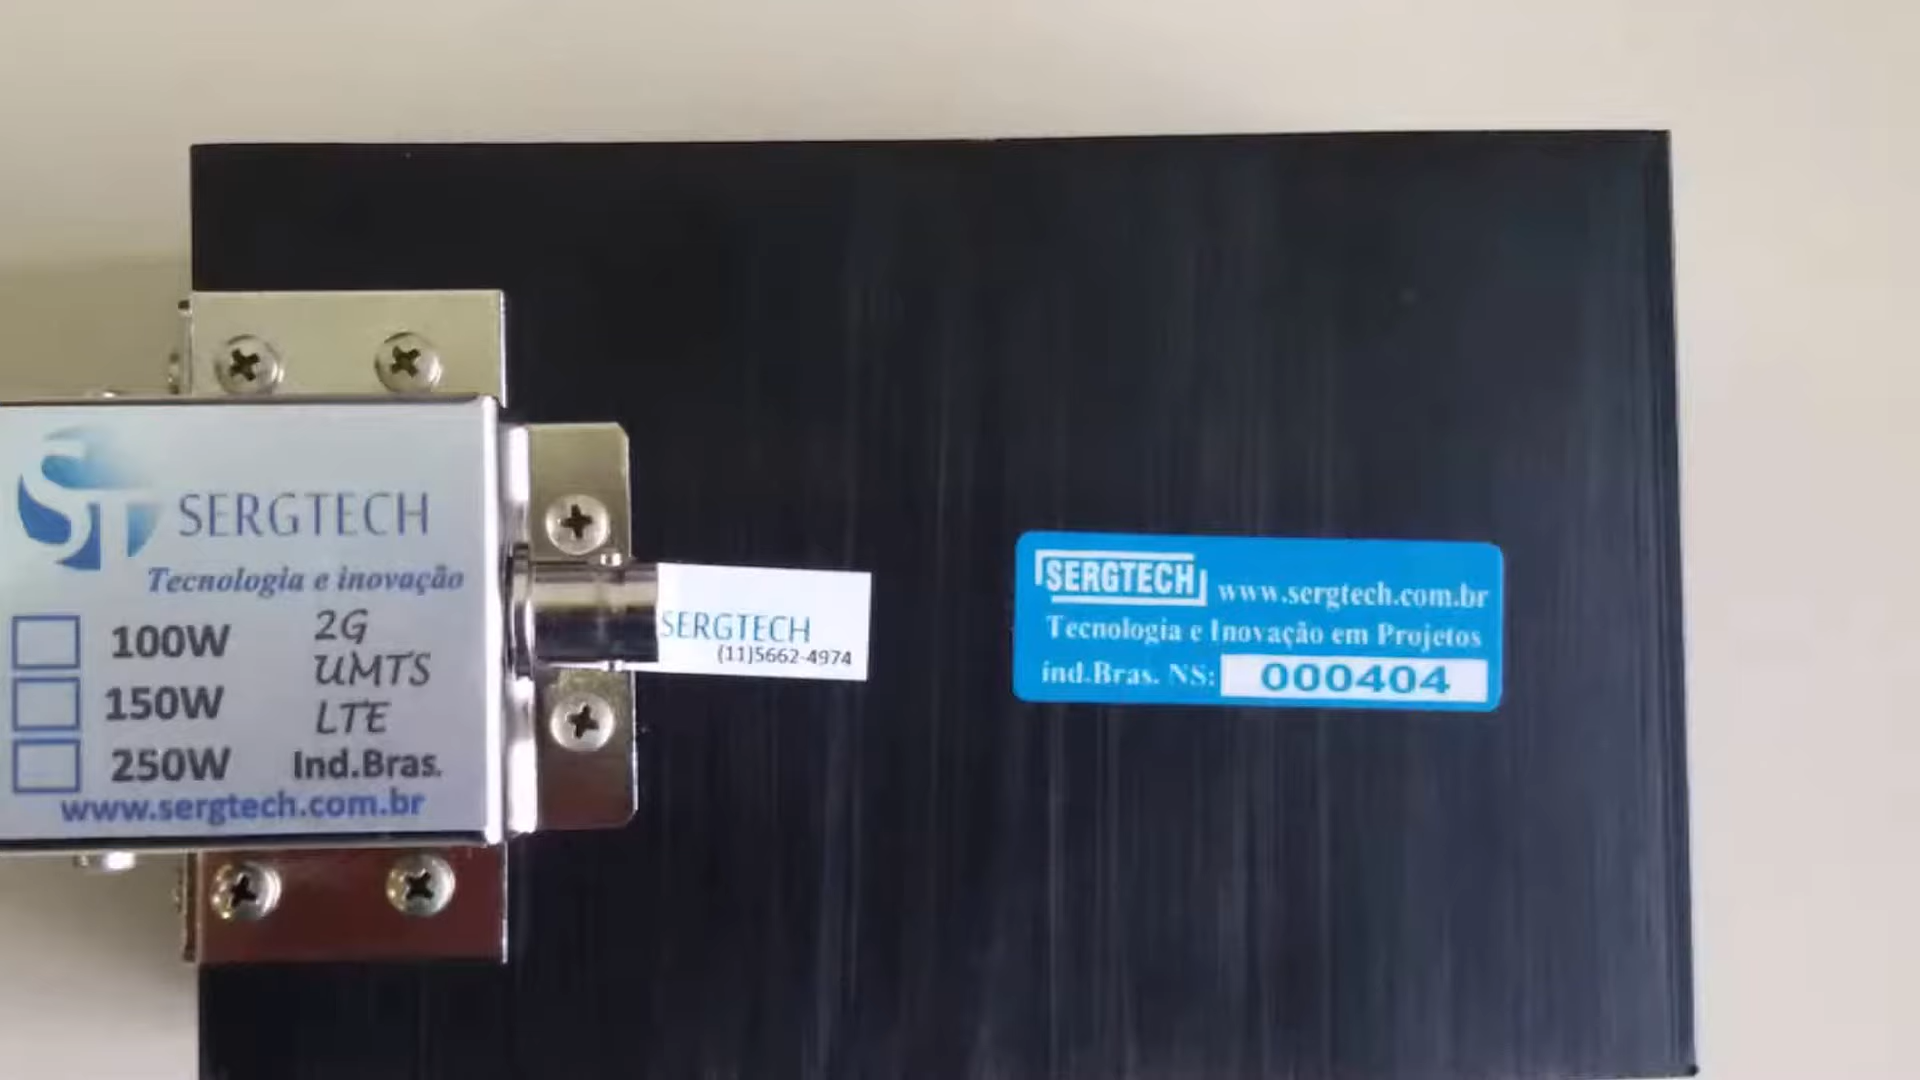 ST SERGTECH
Tecnologia e inovação
100W 2G
UMTS
150W
LTE
250W Ind.Bras.
www.sergtech.com.br
SERGTECH
(11)5662-4974
SERGTECH www.sergtech.com.br
Tecnologia e Inovação em Projetos
ind.Bras. NS: 000404